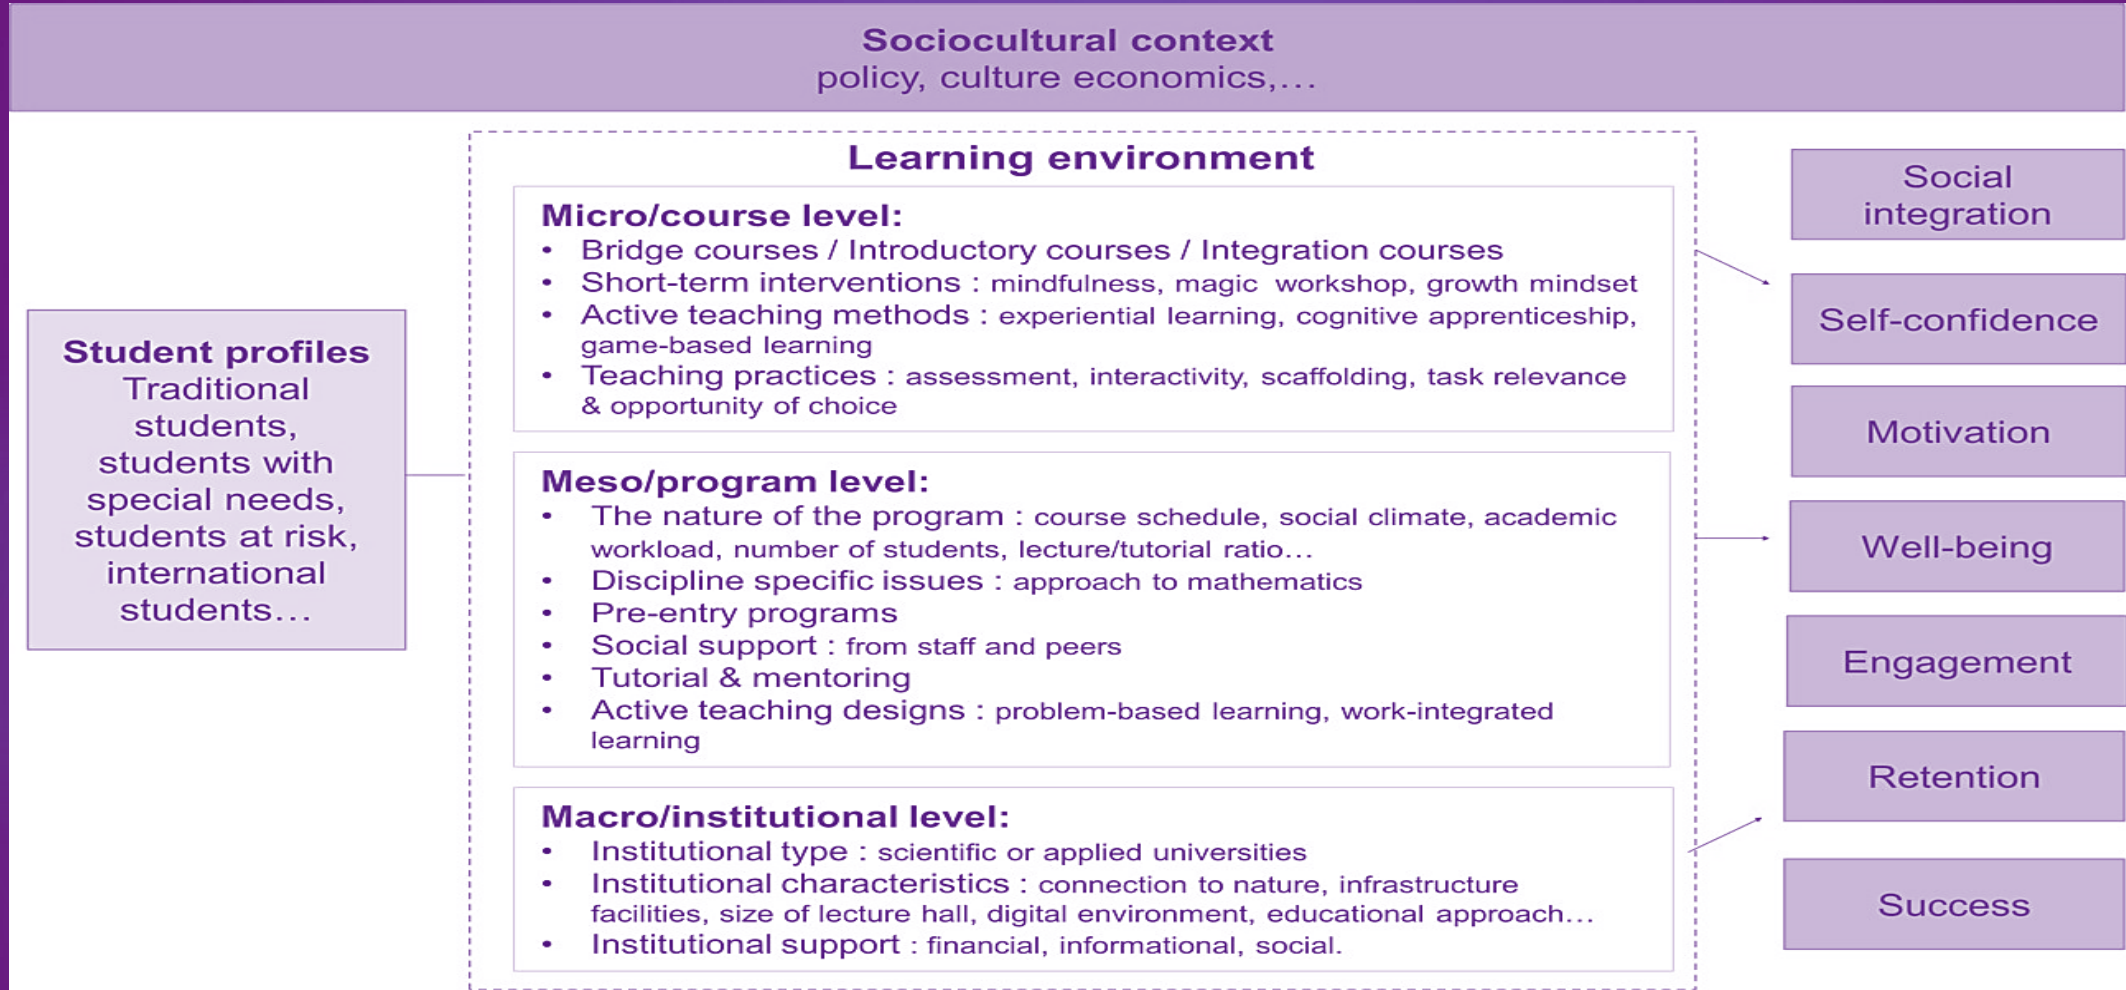 Sociocultural context
policy, culture economics,…
Student profiles
Traditional
students,
students with
special needs,
students at risk,
international
students…
Learning environment
Micro/course level:
• Bridge courses / Introductory courses / Integration courses
• Short-term interventions : mindfulness, magic workshop, growth mindset
• Active teaching methods : experiential learning, cognitive apprenticeship,
game-based learning
• Teaching practices : assessment, interactivity, scaffolding, task relevance
& opportunity of choice
Meso/program level:
• The nature of the program : course schedule, social climate, academic
workload, number of students, lecture/tutorial ratio…
• Discipline specific issues : approach to mathematics
• Pre-entry programs
• Social support : from staff and peers
• Tutorial & mentoring
• Active teaching designs : problem-based learning, work-integrated
learning
Macro/institutional level:
• Institutional type : scientific or applied universities
• Institutional characteristics : connection to nature, infrastructure
facilities, size of lecture hall, digital environment, educational approach…
• Institutional support : financial, informational, social.
Social
integration
Self-confidence
Motivation
Well-being
Engagement
Retention
Success